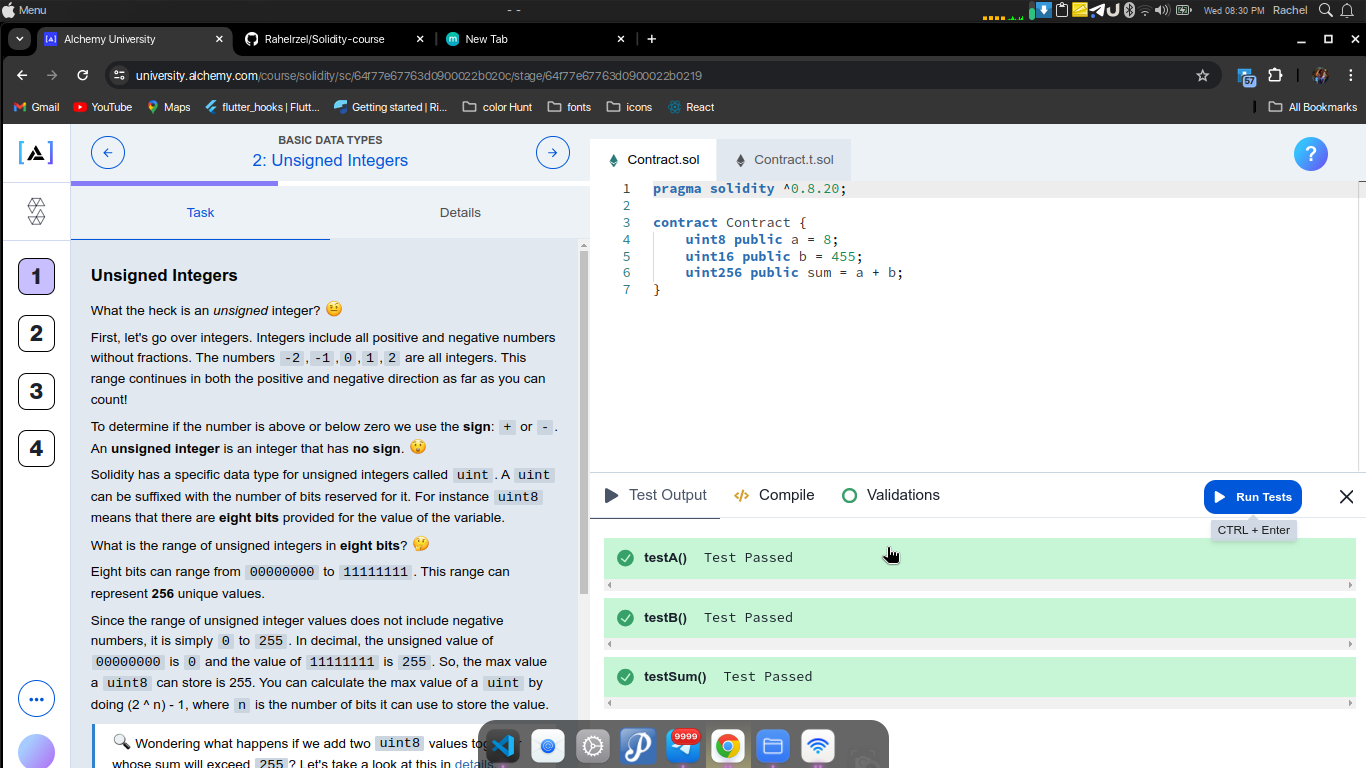 Menu
- -
Wed 08:30 PM Rachel
Alchemy University
Rahelrzel/Solidity-course
New Tab
university.alchemy.com/course/solidity/sc/64f77e67763d0900022b020c/stage/64f77e67763d0900022b0219
57
Gmail YouTube Maps flutter_hooks | Flutt... Getting started | Ri... color Hunt fonts icons React All Bookmarks
[A]
BASIC DATA TYPES
2: Unsigned Integers
Task Details
1
2
3
4
Unsigned Integers
What the heck is an unsigned integer? 🤨
First, let's go over integers. Integers include all positive and negative numbers
without fractions. The numbers -2 , -1 , 0 , 1 , 2 are all integers. This
range continues in both the positive and negative direction as far as you can
count!
To determine if the number is above or below zero we use the sign: + or - .
An unsigned integer is an integer that has no sign. 😲
Solidity has a specific data type for unsigned integers called uint . A uint
can be suffixed with the number of bits reserved for it. For instance uint8
means that there are eight bits provided for the value of the variable.
What is the range of unsigned integers in eight bits? 🤔
Eight bits can range from 00000000 to 11111111 . This range can
represent 256 unique values.
Since the range of unsigned integer values does not include negative
numbers, it is simply 0 to 255 . In decimal, the unsigned value of
00000000 is 0 and the value of 11111111 is 255 . So, the max value
a uint8 can store is 255. You can calculate the max value of a uint by
doing (2 ^ n) - 1, where n is the number of bits it can use to store the value.
🔍 Wondering what happens if we add two uint8 values tog
whose sum will exceed 255 ? Let's take a look at this in details
Contract.sol Contract.t.sol
?
1 pragma solidity ^0.8.20;
2
3 contract Contract {
4 uint8 public a = 8;
5 uint16 public b = 455;
6 uint256 public sum = a + b;
7 }
Test Output Compile Validations Run Tests
CTRL + Enter
testA() Test Passed
testB() Test Passed
testSum() Test Passed
9999